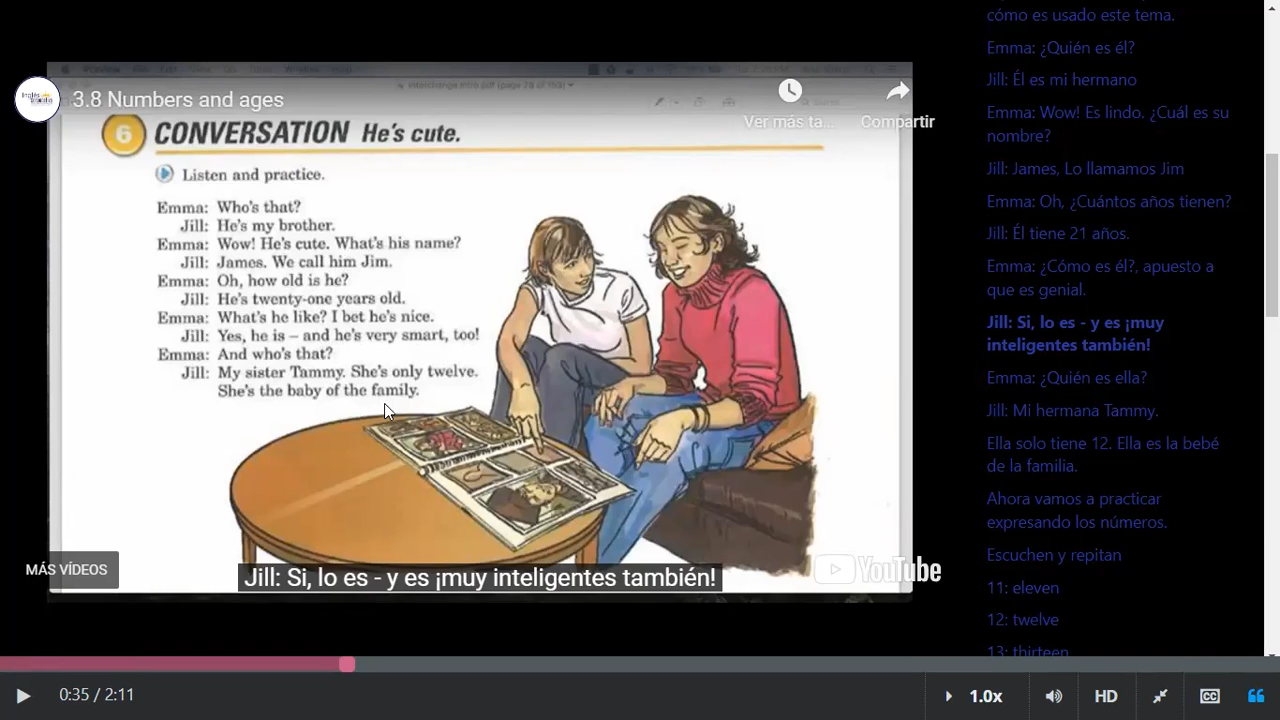 3.8 Numbers and ages
Ver más ta...
Compartir
6 CONVERSATION He's cute.
Listen and practice.
Emma: Who's that?
Jill: He's my brother.
Emma: Wow! He's cute. What's his name?
Jill: James. We call him Jim.
Emma: Oh, how old is he?
Jill: He's twenty-one years old.
Emma: What's he like? I bet he's nice.
Jill: Yes, he is – and he's very smart, too!
Emma: And who's that?
Jill: My sister Tammy. She's only twelve.
She's the baby of the family.
MÁS VÍDEOS
YouTube
Jill: Si, lo es - y es ¡muy inteligentes también!
0:35 / 2:11
1.0x
HD
CC
cómo es usado este tema.
Emma: ¿Quién es él?
Jill: Él es mi hermano
Emma: Wow! Es lindo. ¿Cuál es su
nombre?
Jill: James, Lo llamamos Jim
Emma: Oh, ¿Cuántos años tienen?
Jill: Él tiene 21 años.
Emma: ¿Cómo es él?, apuesto a
que es genial.
Jill: Si, lo es - y es ¡muy
inteligentes también!
Emma: ¿Quién es ella?
Jill: Mi hermana Tammy.
Ella solo tiene 12. Ella es la bebé
de la familia.
Ahora vamos a practicar
expresando los números.
Escuchen y repitan
11: eleven
12: twelve
13: thirteen